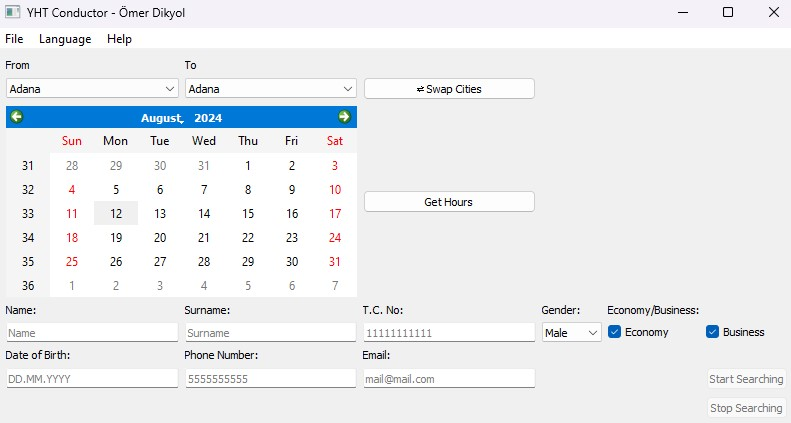 YHT Conductor - Ömer Dikyol
File Language Help
From To
Adana Adana ⇌ Swap Cities
August, 2024
Sun Mon Tue Wed Thu Fri Sat
31 28 29 30 31 1 2 3
32 4 5 6 7 8 9 10
33 11 12 13 14 15 16 17
Get Hours
34 18 19 20 21 22 23 24
35 25 26 27 28 29 30 31
36 1 2 3 4 5 6 7
Name: Surname: T.C. No: Gender: Economy/Business:
Name Surname 11111111111 Male Economy Business
Date of Birth: Phone Number: Email:
DD.MM.YYYY 5555555555 mail@mail.com Start Searching
Stop Searching